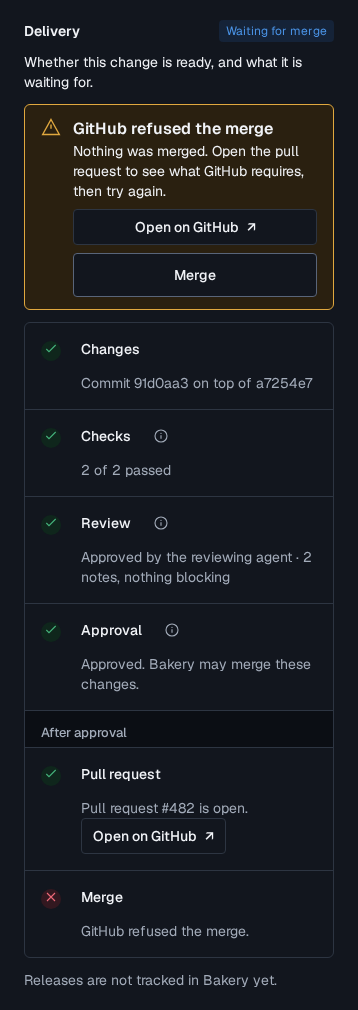 Delivery
Waiting for merge
Whether this change is ready, and what it is
waiting for.
GitHub refused the merge
Nothing was merged. Open the pull
request to see what GitHub requires,
then try again.
Open on GitHub ↗
Merge
Changes
Commit 91d0aa3 on top of a7254e7
Checks
2 of 2 passed
Review
Approved by the reviewing agent · 2
notes, nothing blocking
Approval
Approved. Bakery may merge these
changes.
After approval
Pull request
Pull request #482 is open.
Open on GitHub ↗
Merge
GitHub refused the merge.
Releases are not tracked in Bakery yet.